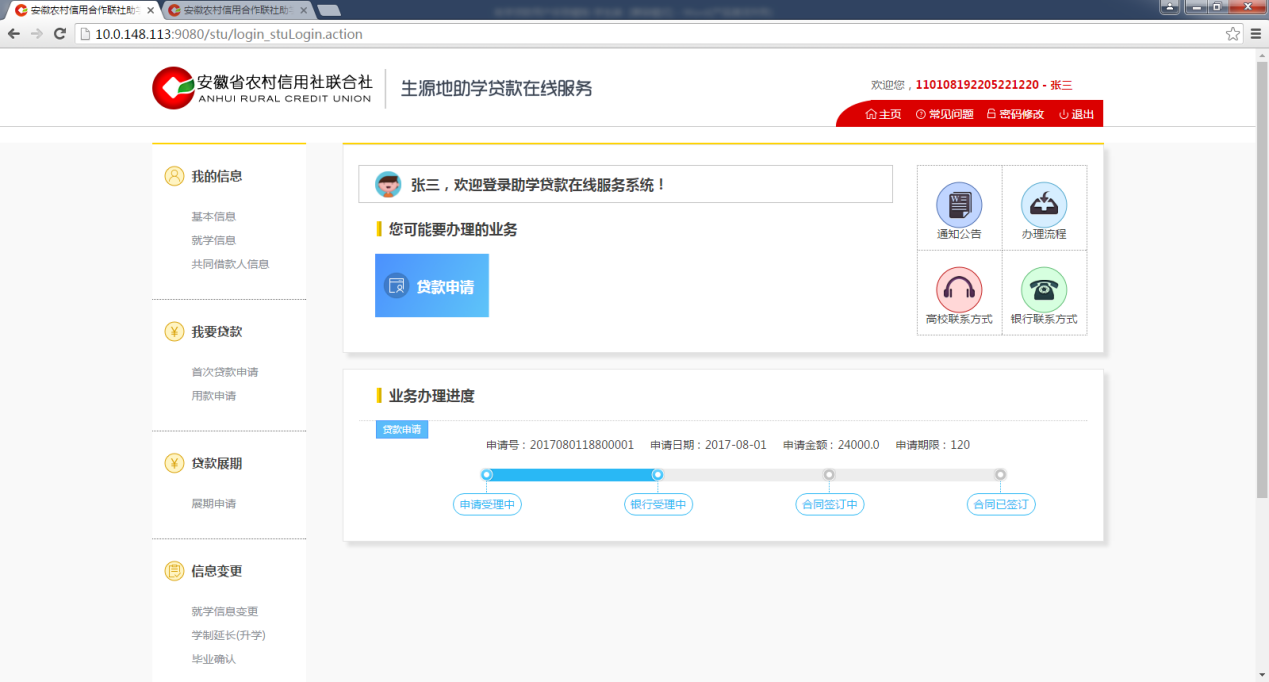 安徽农村信用合作联社助
安徽农村信用合作联社助
10.0.148.113:9080/stu/login_stuLogin.action
安徽省农村信用社联合社
ANHUI RURAL CREDIT UNION
生源地助学贷款在线服务
欢迎您，110108192205221220 - 张三
主页 常见问题 密码修改 退出
我的信息
基本信息
就学信息
共同借款人信息
我要贷款
首次贷款申请
用款申请
贷款展期
展期申请
信息变更
就学信息变更
学制延长(升学)
毕业确认
张三，欢迎登录助学贷款在线服务系统！
您可能要办理的业务
贷款申请
通知公告 办理流程
高校联系方式 银行联系方式
业务办理进度
贷款申请
申请号：2017080118800001 申请日期：2017-08-01 申请金额：24000.0 申请期限：120
申请受理中 银行受理中 合同签订中 合同已签订